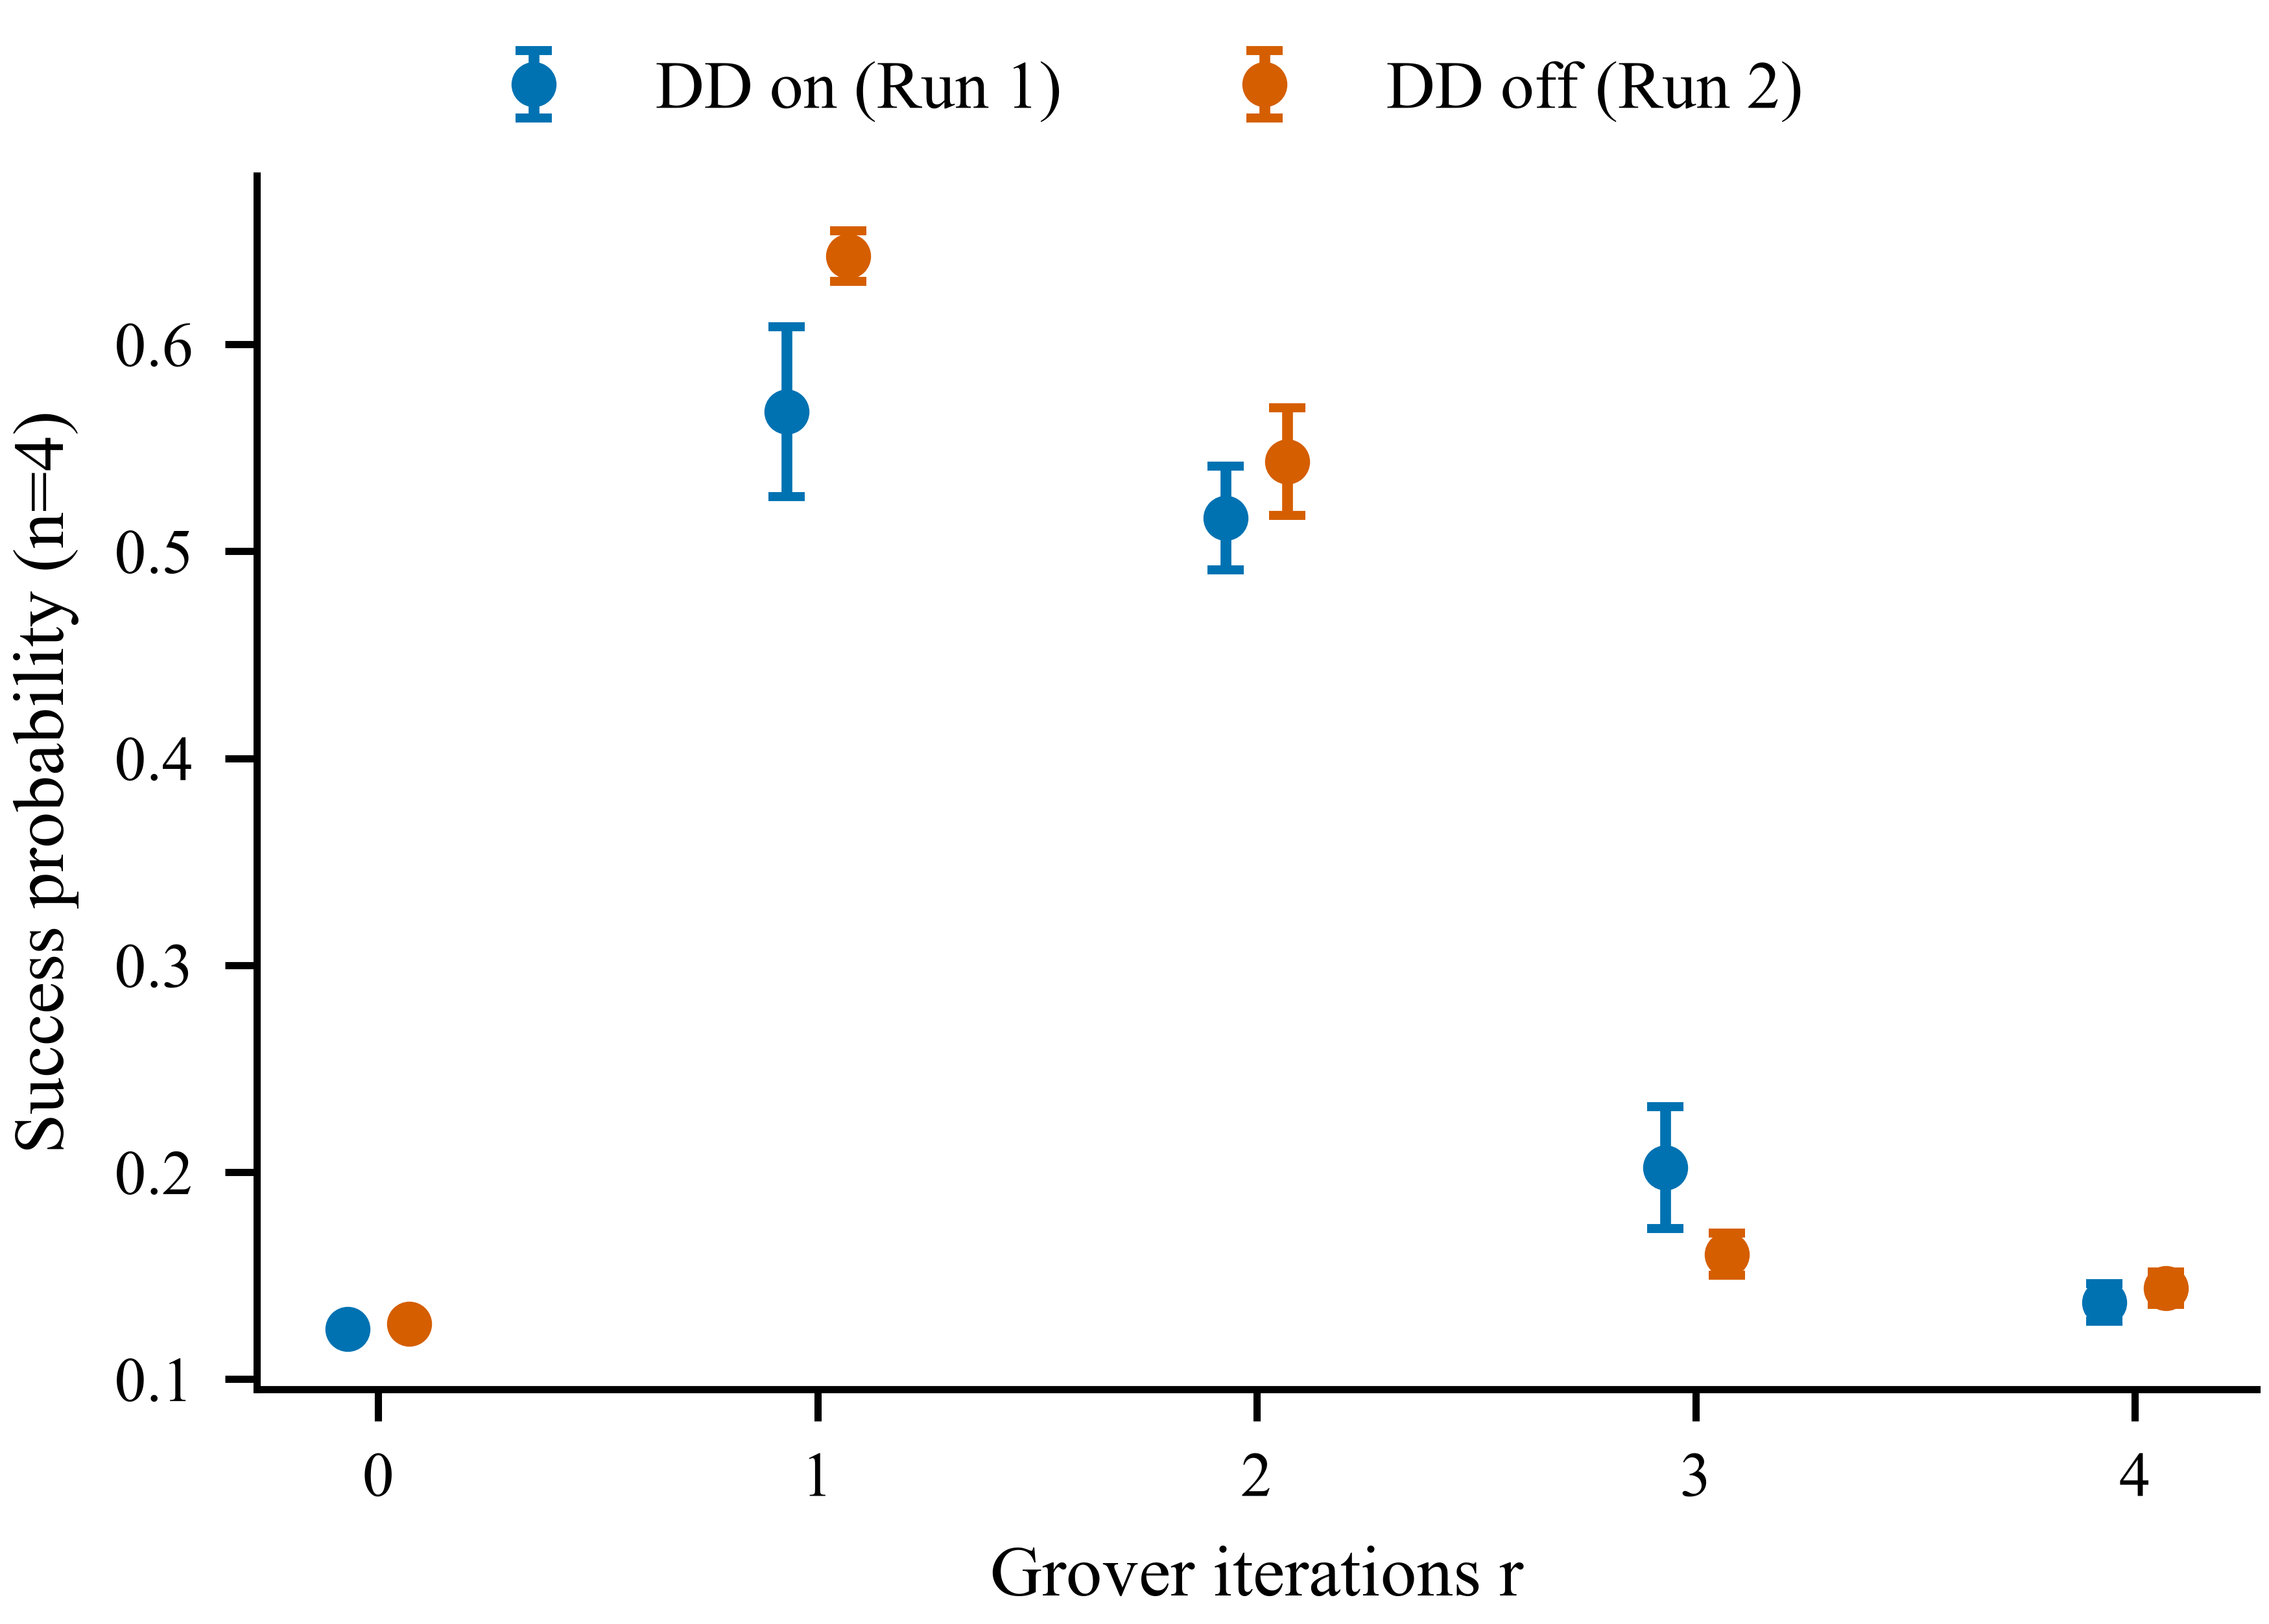 DD on (Run 1) DD off (Run 2)
Success probability (n=4)
0.6
0.5
0.4
0.3
0.2
0.1
0 1 2 3 4
Grover iterations r